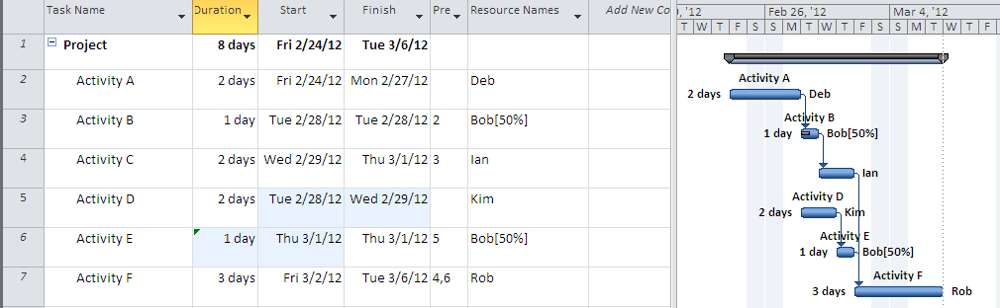 Task Name Duration Start Finish Pre Resource Names Add New Co
1 Project 8 days Fri 2/24/12 Tue 3/6/12
2 Activity A 2 days Fri 2/24/12 Mon 2/27/12 Deb
3 Activity B 1 day Tue 2/28/12 Tue 2/28/12 2 Bob[50%]
4 Activity C 2 days Wed 2/29/12 Thu 3/1/12 3 Ian
5 Activity D 2 days Tue 2/28/12 Wed 2/29/12 Kim
6 Activity E 1 day Thu 3/1/12 Thu 3/1/12 5 Bob[50%]
7 Activity F 3 days Fri 3/2/12 Tue 3/6/12 4,6 Rob
, '12 Feb 26, '12 Mar 4, '12
T W T F S S M T W T F S S M T W T F
Activity A
2 days Deb
Activity B
1 day Bob[50%]
Ian
Activity D
2 days Kim
Activity E
1 day Bob[50%]
Activity F
3 days Rob